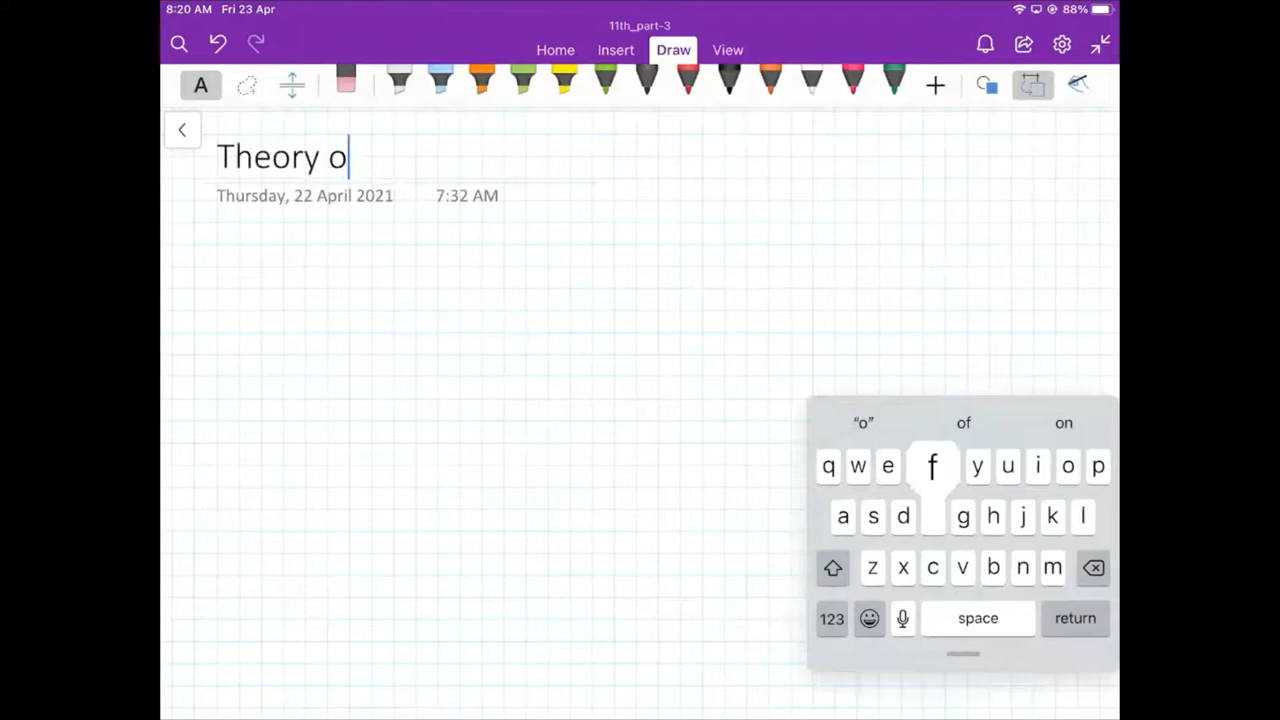 8:20 AM Fri 23 Apr 88%
11th_part-3
Home Insert Draw View
A
Theory o
Thursday, 22 April 2021 7:32 AM
“o” of on
q w e f y u i o p
a s d g h j k l
z x c v b n m
123 space return